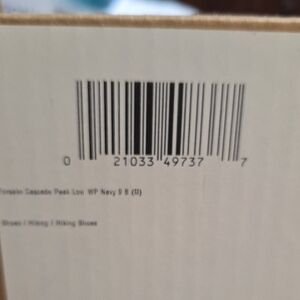 0 21033 49737 7
Forsake Cascade Peak Low WP Navy 9 B (U)
Shoes / Hiking / Hiking Shoes